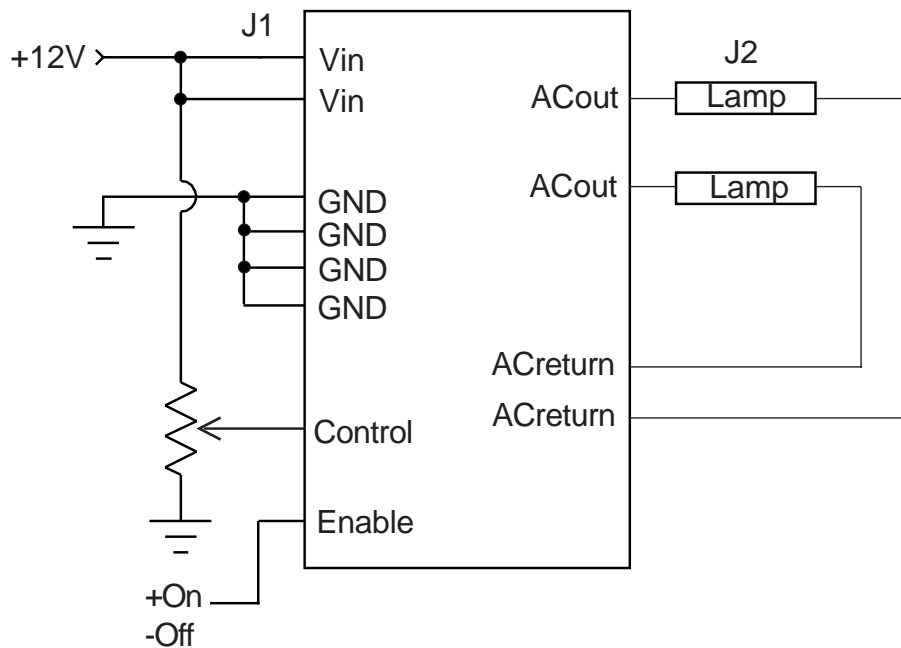 J1
+12V
Vin
Vin
GND
GND
GND
GND
Control
Enable
+On
-Off
J2
ACout
Lamp
ACout
Lamp
ACreturn
ACreturn